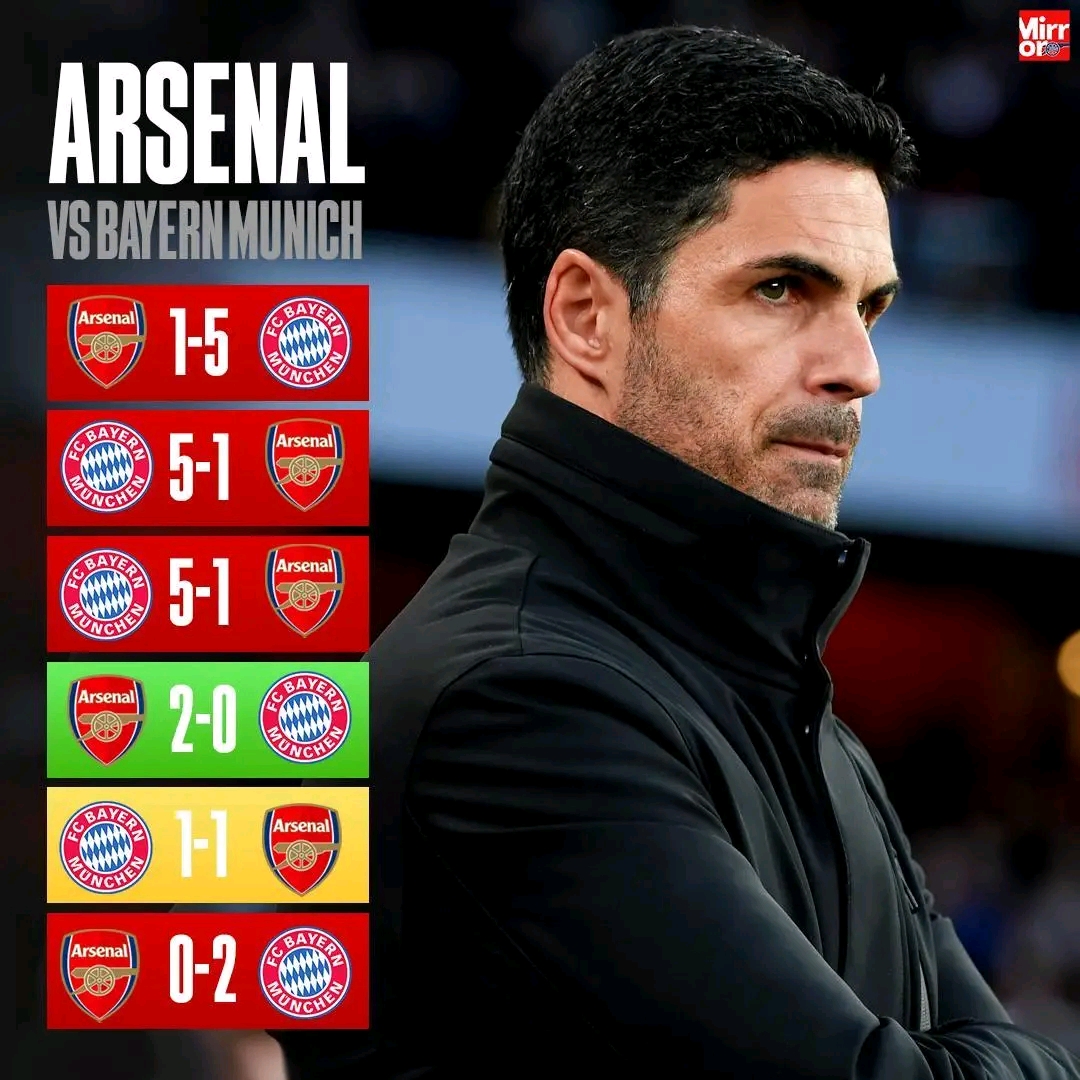 Mirr
or
ARSENAL
VS BAYERN MUNICH
Arsenal 1-5 FC BAYERN MÜNCHEN
FC BAYERN MÜNCHEN 5-1 Arsenal
FC BAYERN MÜNCHEN 5-1 Arsenal
Arsenal 2-0 FC BAYERN MÜNCHEN
FC BAYERN MÜNCHEN 1-1 Arsenal
Arsenal 0-2 FC BAYERN MÜNCHEN